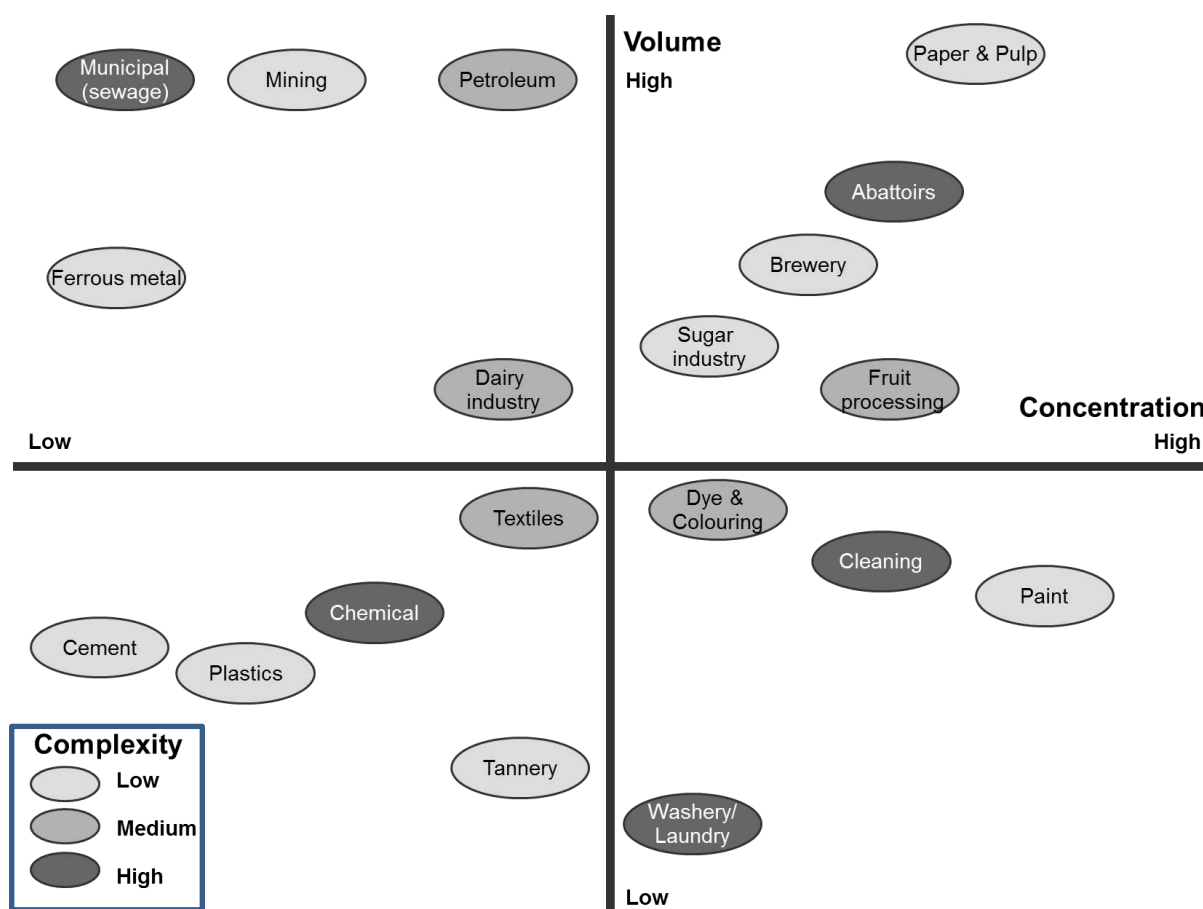 Volume
High
Paper & Pulp
Municipal
(sewage)
Mining
Petroleum
Abattoirs
Brewery
Ferrous metal
Sugar
industry
Dairy
industry
Fruit
processing
Concentration
Low
High
Dye &
Colouring
Textiles
Cleaning
Paint
Chemical
Cement
Plastics
Tannery
Washery/
Laundry
Low
Complexity
Low
Medium
High